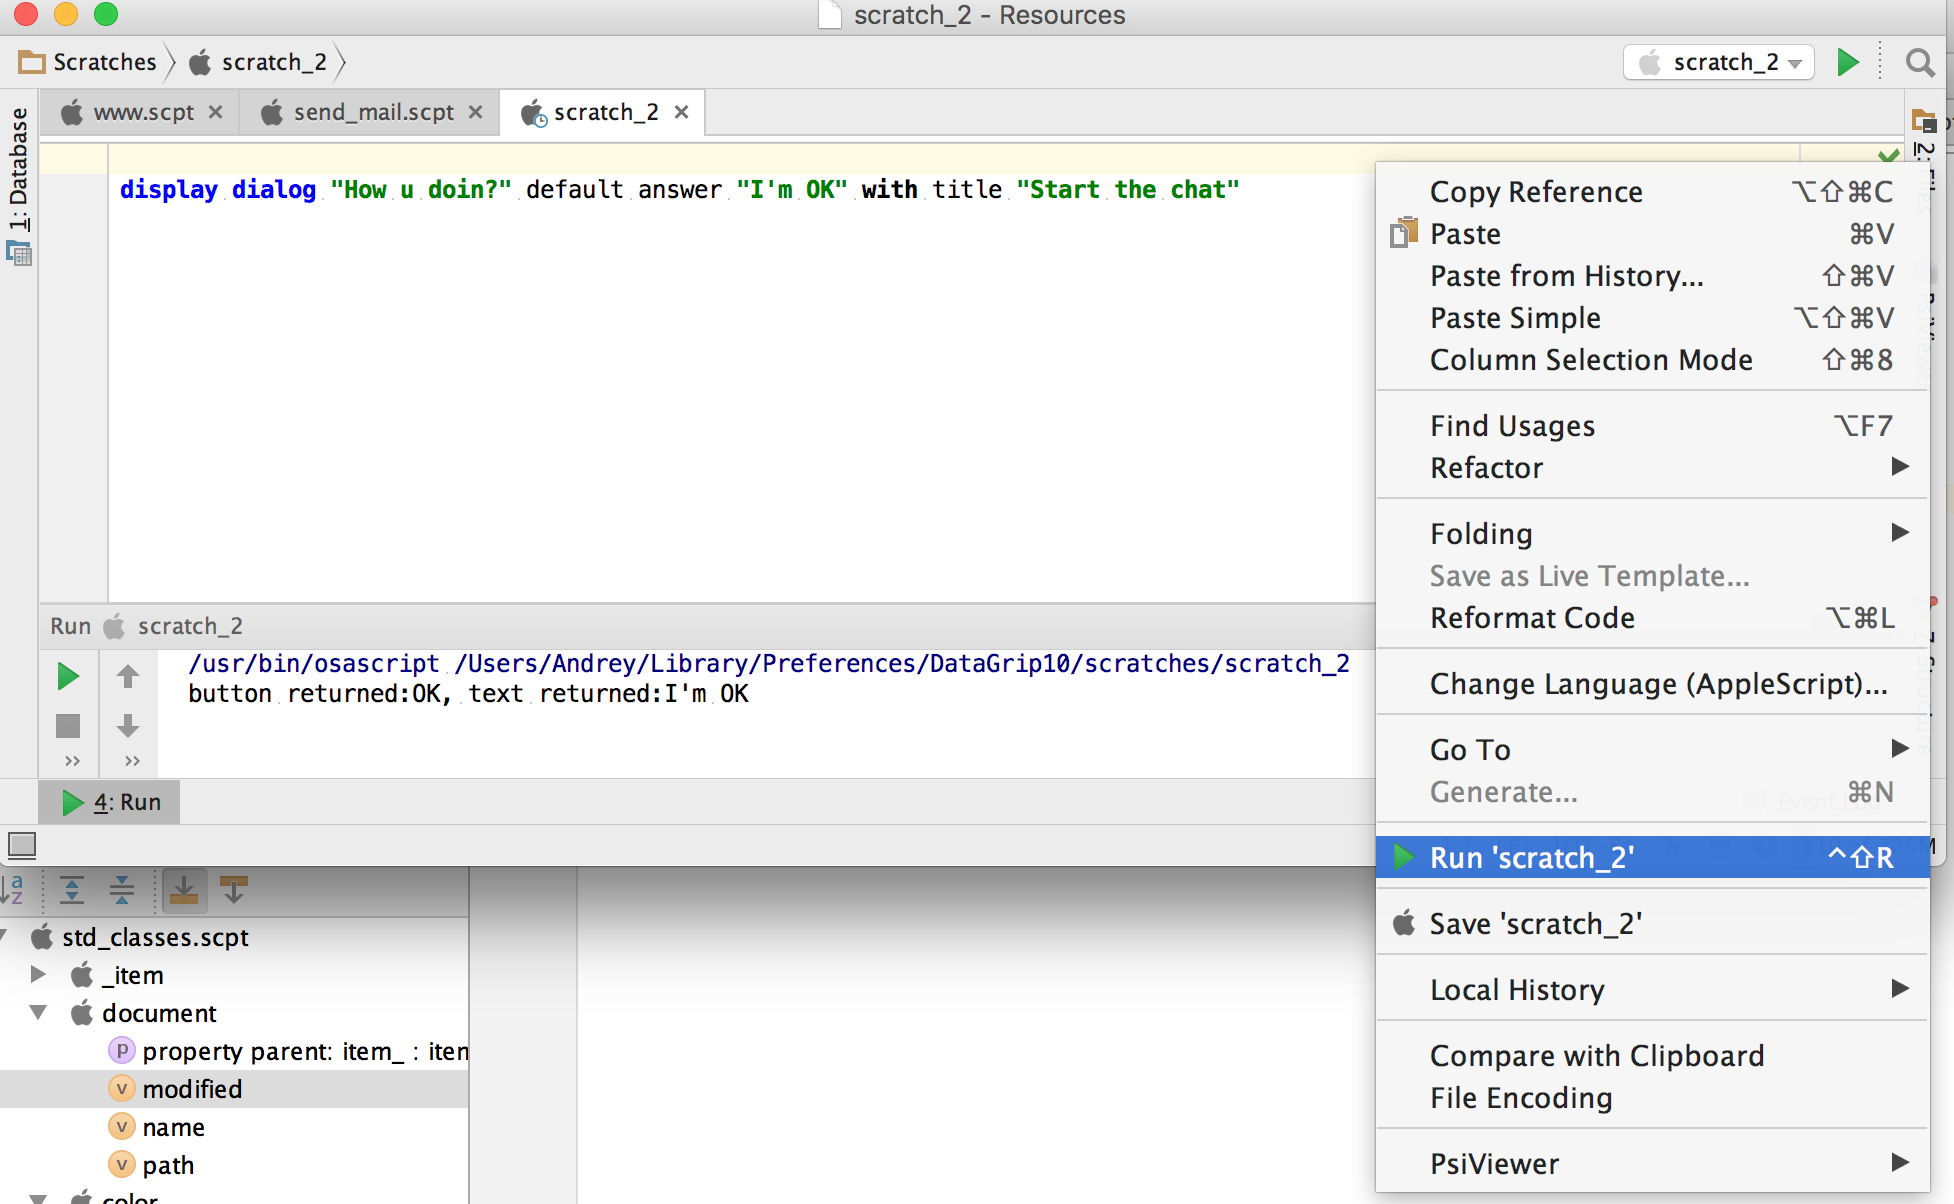 scratch_2 - Resources
Scratches
scratch_2
scratch_2
www.scpt
send_mail.scpt
scratch_2
1: Database
display dialog "How u doin?" default answer "I'm OK" with title "Start the chat"
Run scratch_2
/usr/bin/osascript /Users/Andrey/Library/Preferences/DataGrip10/scratches/scratch_2
button returned:OK, text returned:I'm OK
4: Run
Copy Reference ⌥⇧⌘C
Paste ⌘V
Paste from History... ⇧⌘V
Paste Simple ⌥⇧⌘V
Column Selection Mode ⇧⌘8
Find Usages ⌥F7
Refactor
Folding
Save as Live Template...
Reformat Code ⌥⌘L
Change Language (AppleScript)...
Go To
Generate... ⌘N
Run 'scratch_2' ^⇧R
Save 'scratch_2'
Local History
Compare with Clipboard
File Encoding
PsiViewer
std_classes.scpt
_item
document
p property parent: item_ : iten
v modified
v name
v path
color